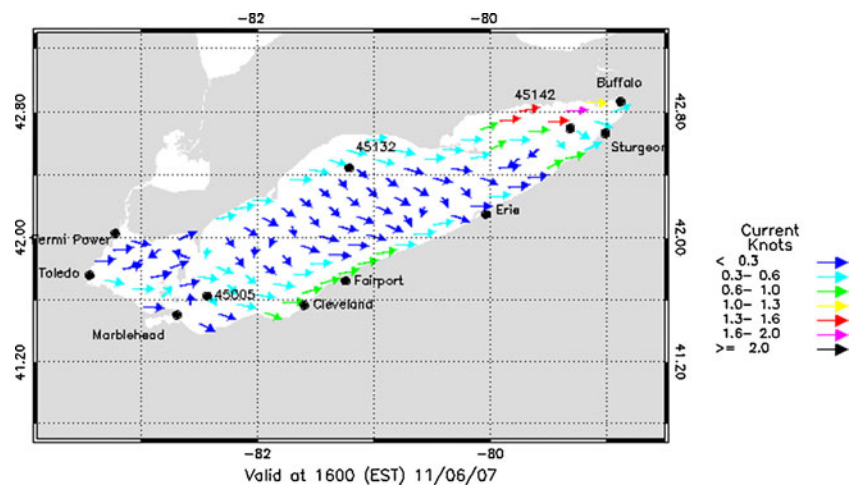 -82 -80
Buffalo
45142
42.80 42.80
45132
Sturgeon
Erie
Fermi Power
42.00 42.00
Toledo
Fairport
45005
Cleveland
Marblehead
41.20 41.20
-82 -80
Valid at 1600 (EST) 11/06/07
Current
Knots
< 0.3
0.3- 0.6
0.6- 1.0
1.0- 1.3
1.3- 1.6
1.6- 2.0
>= 2.0